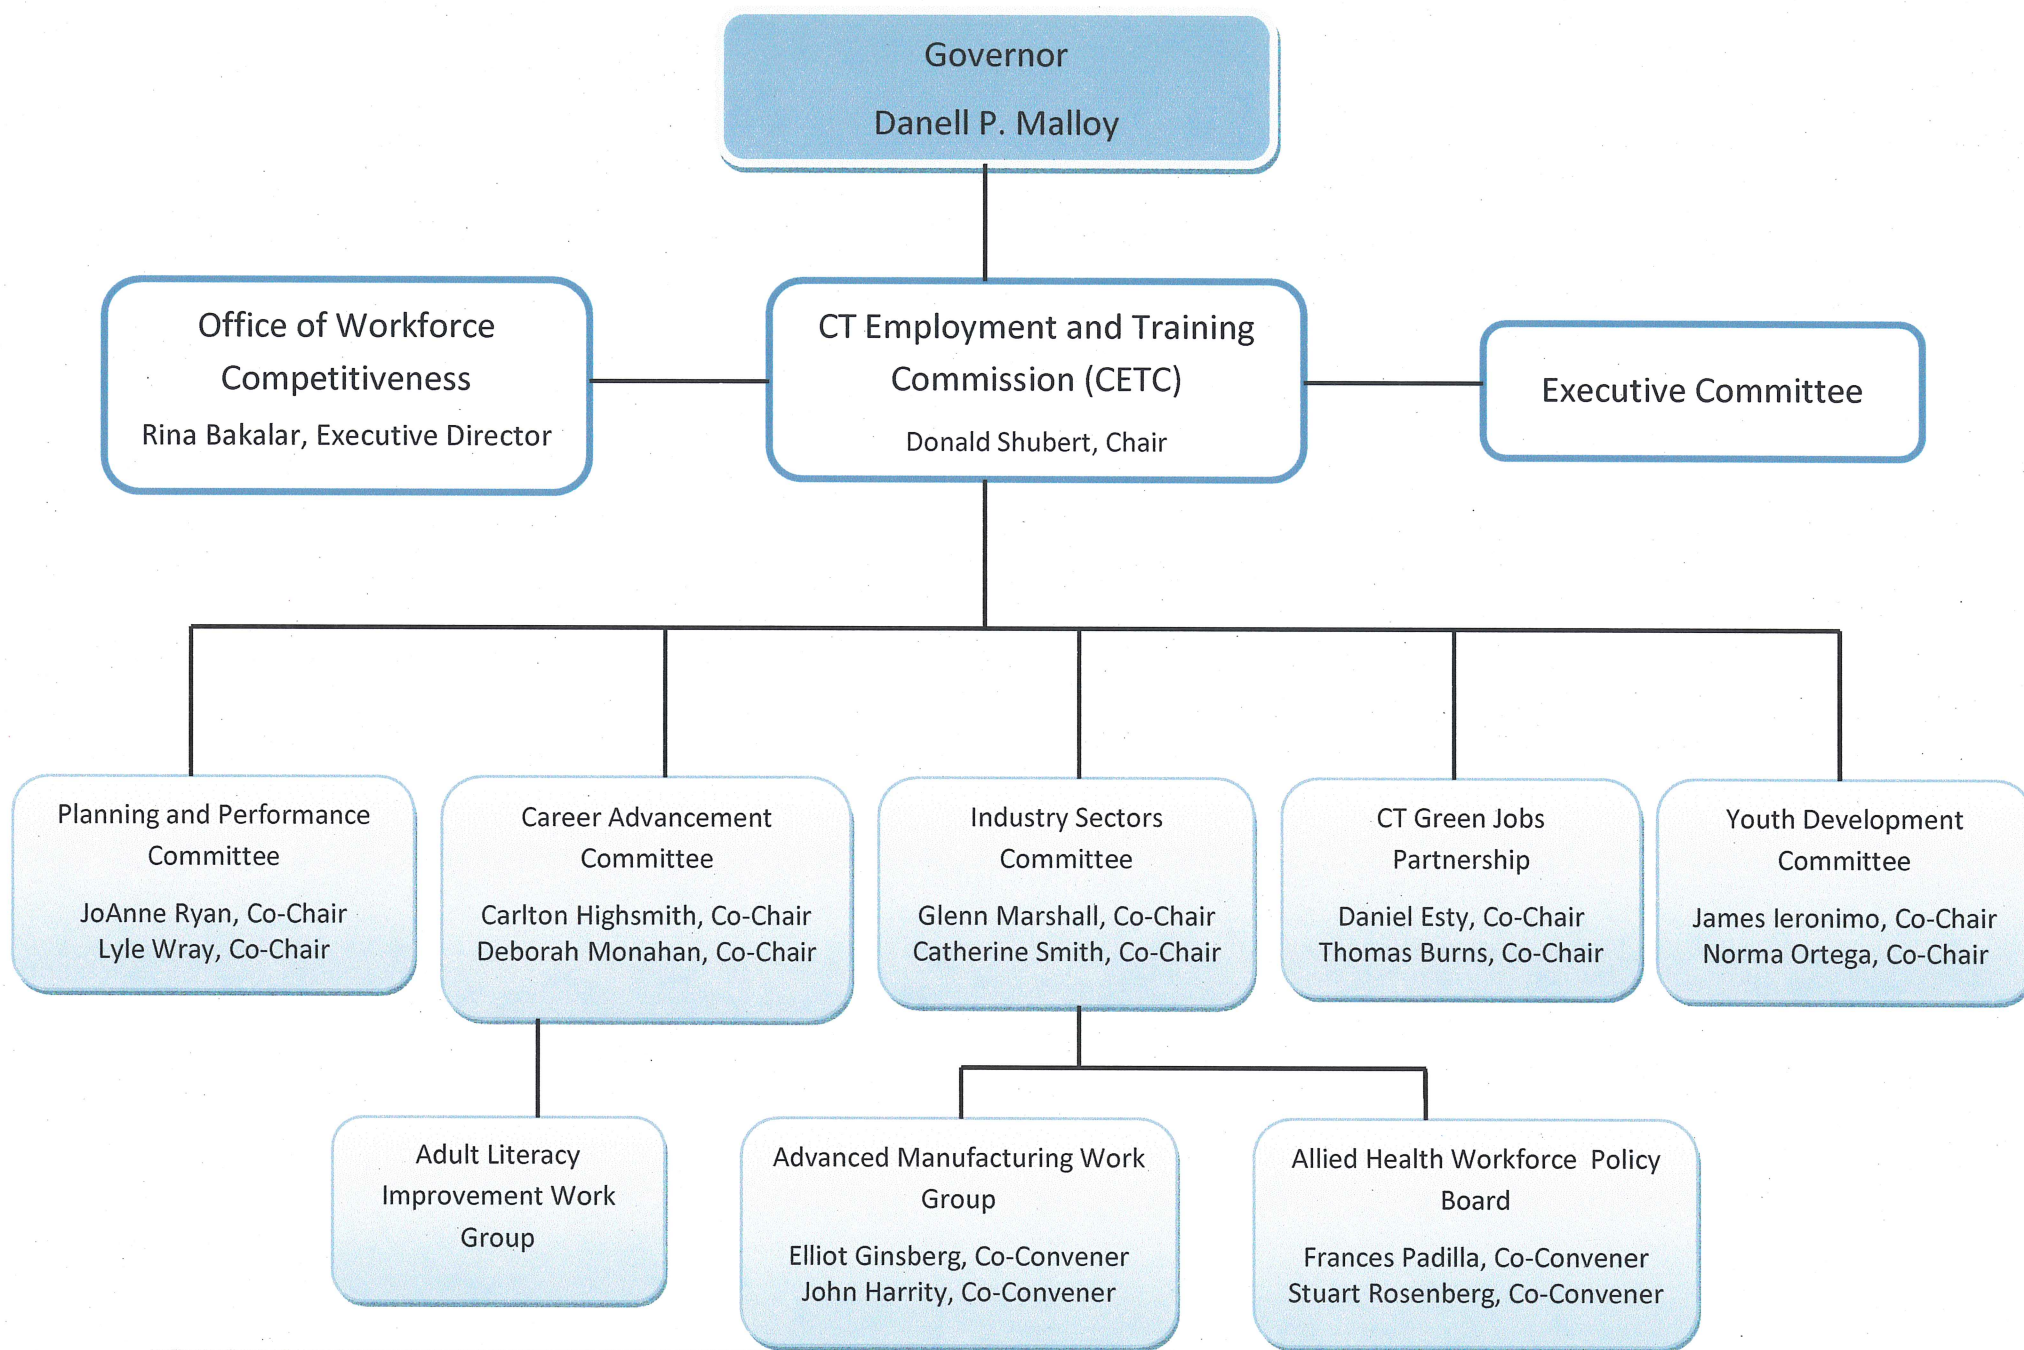 Governor
Danell P. Malloy
Office of Workforce
Competitiveness
Rina Bakalar, Executive Director
CT Employment and Training
Commission (CETC)
Donald Shubert, Chair
Executive Committee
Planning and Performance
Committee
JoAnne Ryan, Co-Chair
Lyle Wray, Co-Chair
Career Advancement
Committee
Carlton Highsmith, Co-Chair
Deborah Monahan, Co-Chair
Industry Sectors
Committee
Glenn Marshall, Co-Chair
Catherine Smith, Co-Chair
CT Green Jobs
Partnership
Daniel Esty, Co-Chair
Thomas Burns, Co-Chair
Youth Development
Committee
James Ieronimo, Co-Chair
Norma Ortega, Co-Chair
Adult Literacy
Improvement Work
Group
Advanced Manufacturing Work
Group
Elliot Ginsberg, Co-Convener
John Harrity, Co-Convener
Allied Health Workforce Policy
Board
Frances Padilla, Co-Convener
Stuart Rosenberg, Co-Convener